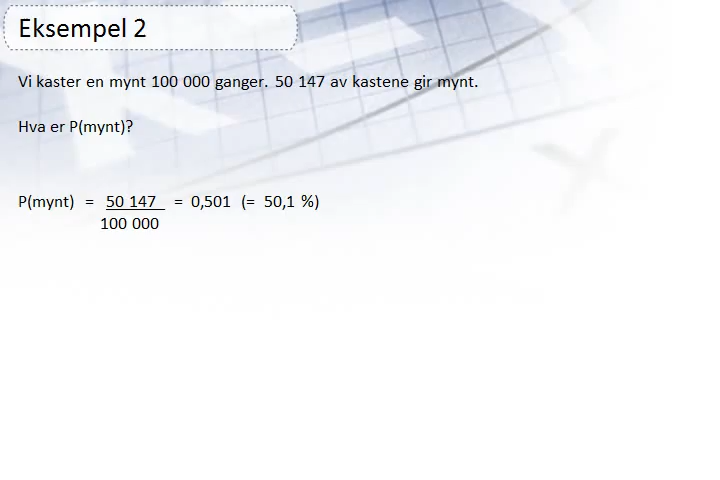 Eksempel 2
Vi kaster en mynt 100 000 ganger. 50 147 av kastene gir mynt.
Hva er P(mynt)?
P(mynt) = 50 147 = 0,501 (= 50,1 %)
100 000